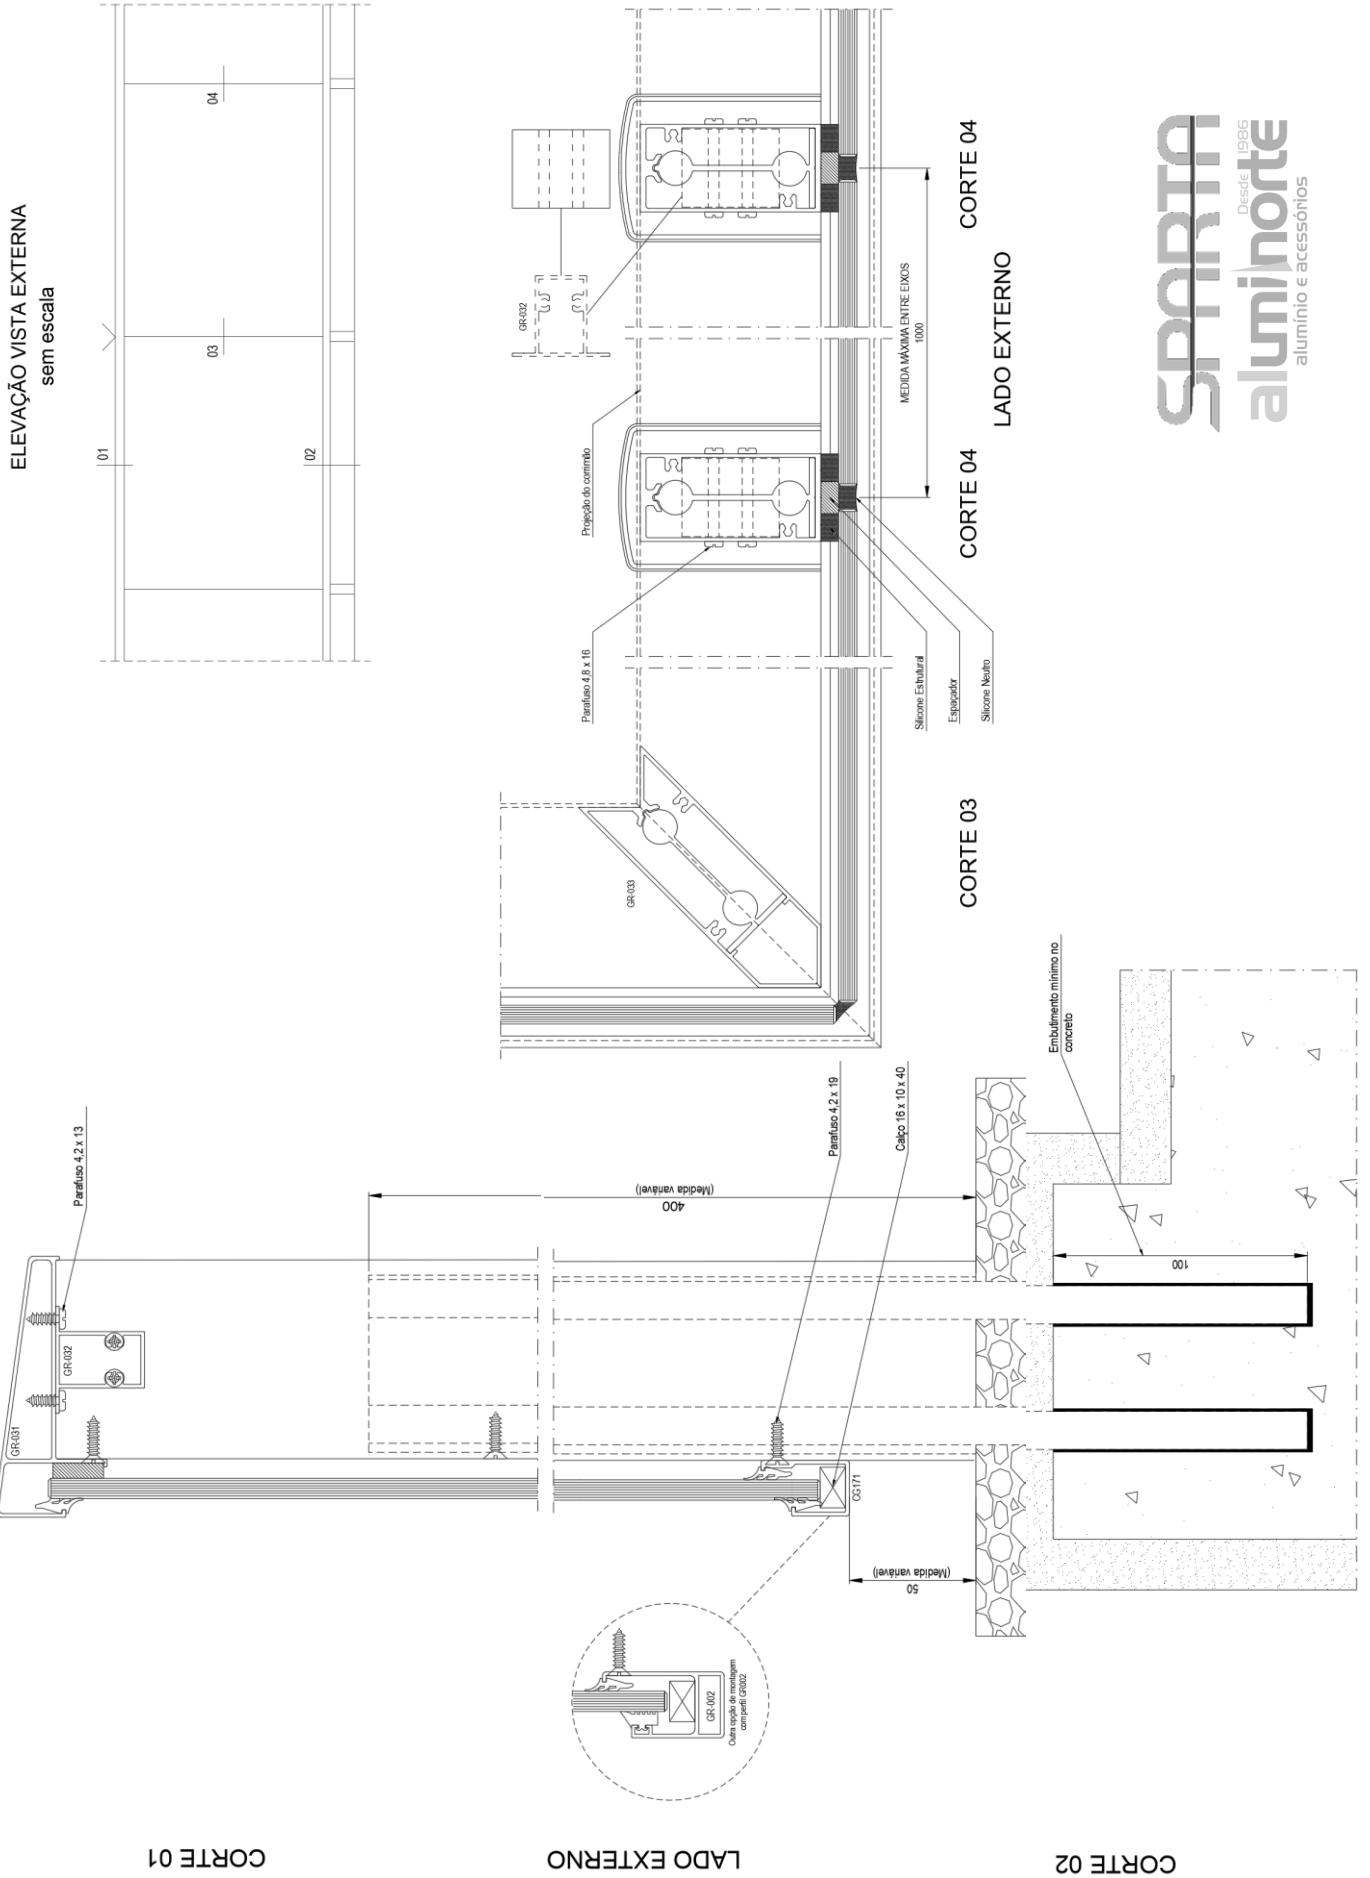 ELEVAÇÃO VISTA EXTERNA
sem escala
01
02
03
04
GR-032
Projeção do corrimão
Parafuso 4,8 x 16
MEDIDA MÁXIMA ENTRE EIXOS
1000
Silicone Estrutural
Espaçador
Silicone Neutro
GR-033
CORTE 03
CORTE 04
CORTE 04
LADO EXTERNO
SPARTA
Desde 1986
aluminorte
alumínio e acessórios
Parafuso 4,2 x 13
GR-031
GR-032
400
(Medida variável)
Parafuso 4,2 x 19
Calço 16 x 10 x 40
CG171
50
(Medida variável)
Embutimento mínimo no
concreto
100
GR-002
Outra opção de montagem
com perfil GR002
CORTE 01
LADO EXTERNO
CORTE 02